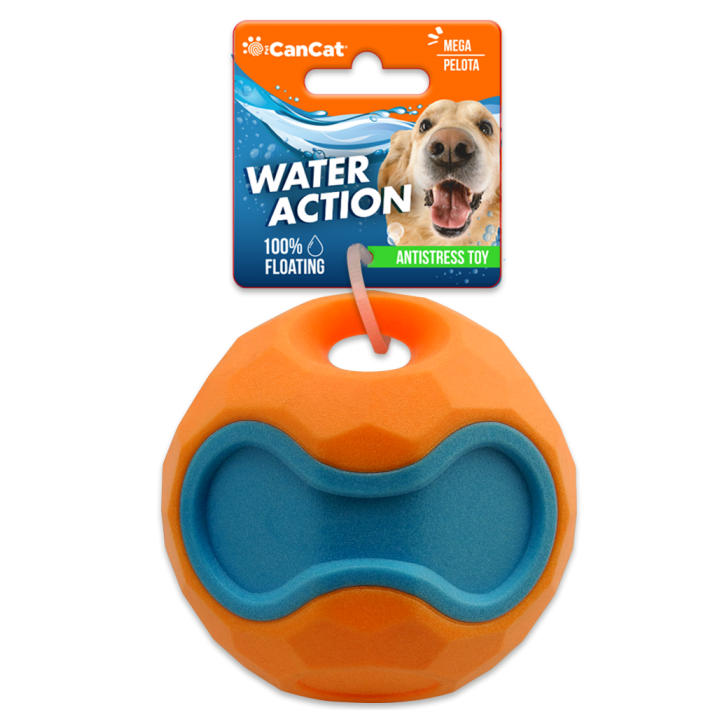 CanCat
MEGA
PELOTA
WATER
ACTION
100%
FLOATING
ANTISTRESS TOY